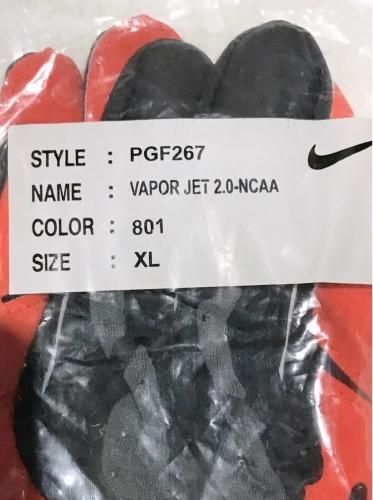 STYLE : PGF267
NAME : VAPOR JET 2.0-NCAA
COLOR : 801
SIZE : XL